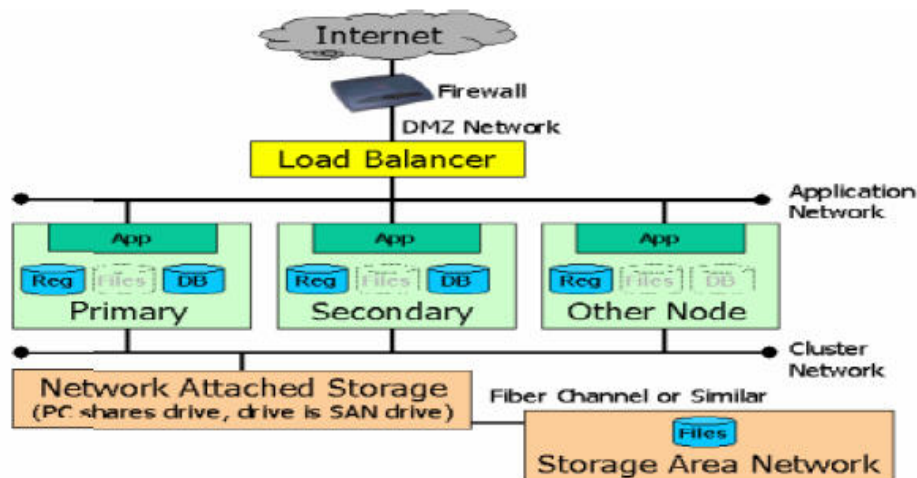 Internet
Firewall
DMZ Network
Load Balancer
Application
Network
App
App
App
Reg
Files
DB
Reg
Files
DB
Reg
Files
DB
Primary
Secondary
Other Node
Cluster
Network
Network Attached Storage
(PC shares drive, drive is SAN drive)
Fiber Channel or Similar
Files
Storage Area Network